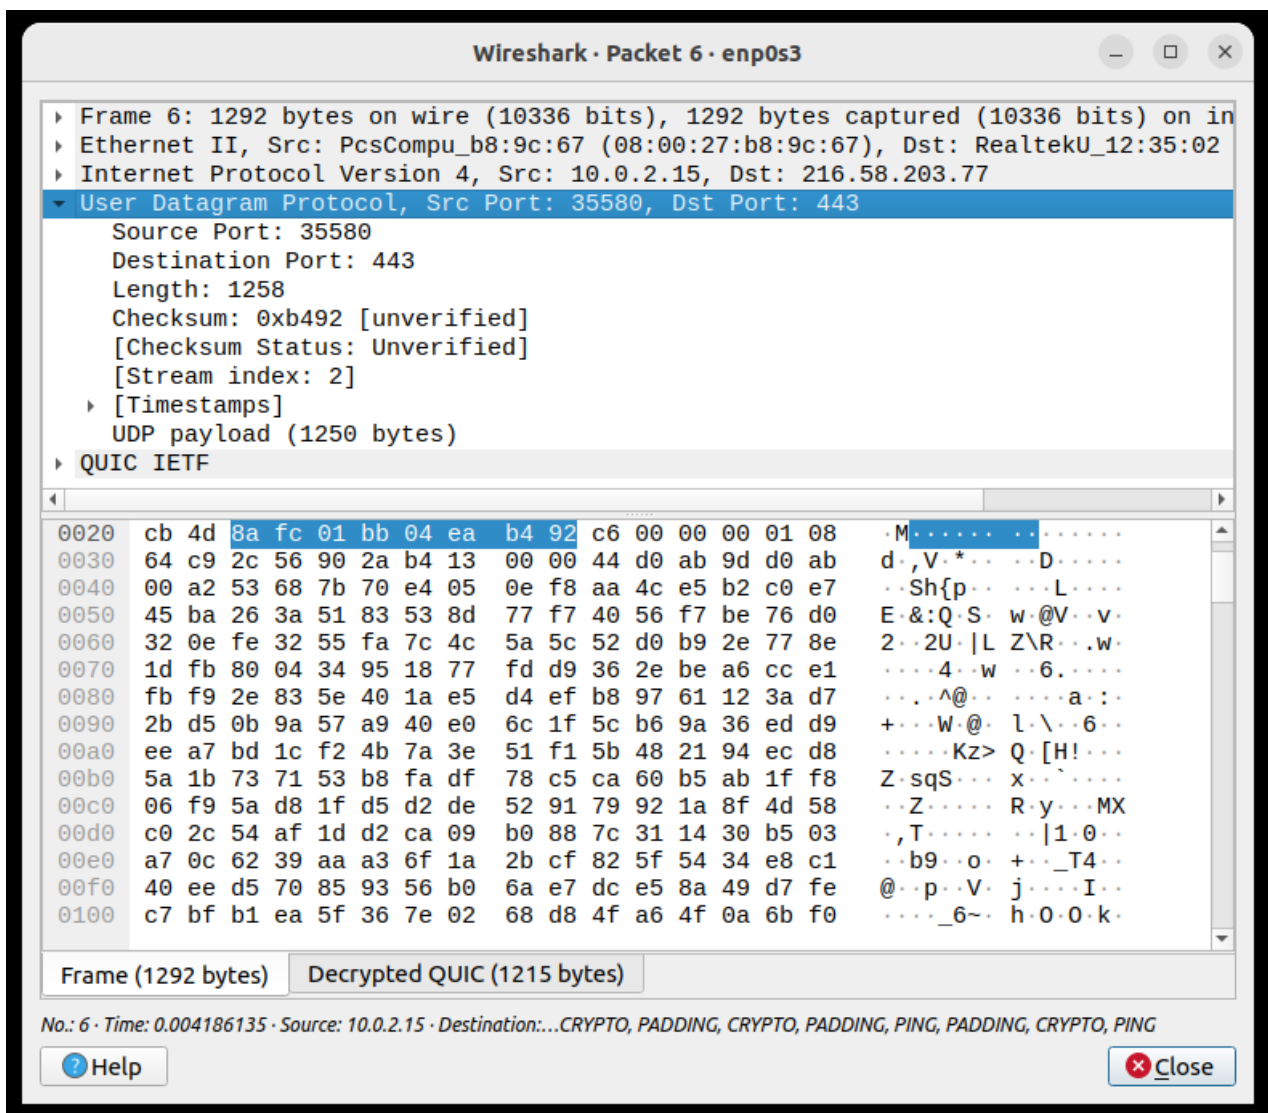 Wireshark · Packet 6 · enp0s3
Frame 6: 1292 bytes on wire (10336 bits), 1292 bytes captured (10336 bits) on in
Ethernet II, Src: PcsCompu_b8:9c:67 (08:00:27:b8:9c:67), Dst: RealtekU_12:35:02
Internet Protocol Version 4, Src: 10.0.2.15, Dst: 216.58.203.77
User Datagram Protocol, Src Port: 35580, Dst Port: 443
Source Port: 35580
Destination Port: 443
Length: 1258
Checksum: 0xb492 [unverified]
[Checksum Status: Unverified]
[Stream index: 2]
[Timestamps]
UDP payload (1250 bytes)
QUIC IETF
0020 cb 4d 8a fc 01 bb 04 ea b4 92 c6 00 00 00 01 08 ·M······ ········
0030 64 c9 2c 56 90 2a b4 13 00 00 44 d0 ab 9d d0 ab d·,V·*·· ··D·····
0040 00 a2 53 68 7b 70 e4 05 0e f8 aa 4c e5 b2 c0 e7 ··Sh{p·· ···L····
0050 45 ba 26 3a 51 83 53 8d 77 f7 40 56 f7 be 76 d0 E·&:Q·S· w·@V··v·
0060 32 0e fe 32 55 fa 7c 4c 5a 5c 52 d0 b9 2e 77 8e 2··2U·|L Z\R··.w·
0070 1d fb 80 04 34 95 18 77 fd d9 36 2e be a6 cc e1 ····4··w ··6.····
0080 fb f9 2e 83 5e 40 1a e5 d4 ef b8 97 61 12 3a d7 ··.·^@·· ····a·:·
0090 2b d5 0b 9a 57 a9 40 e0 6c 1f 5c b6 9a 36 ed d9 +···W·@· l·\··6··
00a0 ee a7 bd 1c f2 4b 7a 3e 51 f1 5b 48 21 94 ec d8 ·····Kz> Q·[H!···
00b0 5a 1b 73 71 53 b8 fa df 78 c5 ca 60 b5 ab 1f f8 Z·sqS··· x··`····
00c0 06 f9 5a d8 1f d5 d2 de 52 91 79 92 1a 8f 4d 58 ··Z····· R·y···MX
00d0 c0 2c 54 af 1d d2 ca 09 b0 88 7c 31 14 30 b5 03 ·,T····· ··|1·0··
00e0 a7 0c 62 39 aa a3 6f 1a 2b cf 82 5f 54 34 e8 c1 ··b9··o· +··_T4··
00f0 40 ee d5 70 85 93 56 b0 6a e7 dc e5 8a 49 d7 fe @··p··V· j····I··
0100 c7 bf b1 ea 5f 36 7e 02 68 d8 4f a6 4f 0a 6b f0 ····_6~· h·O·O·k·
Frame (1292 bytes) Decrypted QUIC (1215 bytes)
No.: 6 · Time: 0.004186135 · Source: 10.0.2.15 · Destination:…CRYPTO, PADDING, CRYPTO, PADDING, PING, PADDING, CRYPTO, PING
Help Close